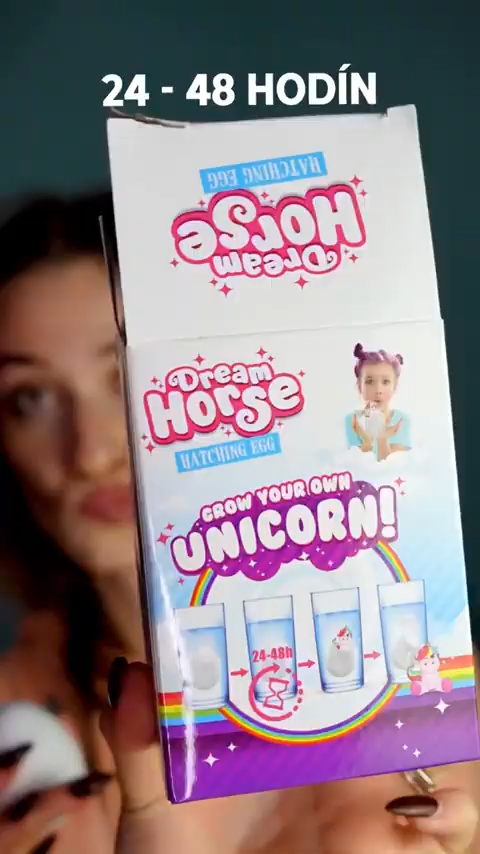 24 - 48 HODÍN
HATCHING EGG
Dream
Horse
Dream
Horse
HATCHING EGG
GROW YOUR OWN
UNICORN!
24-48h